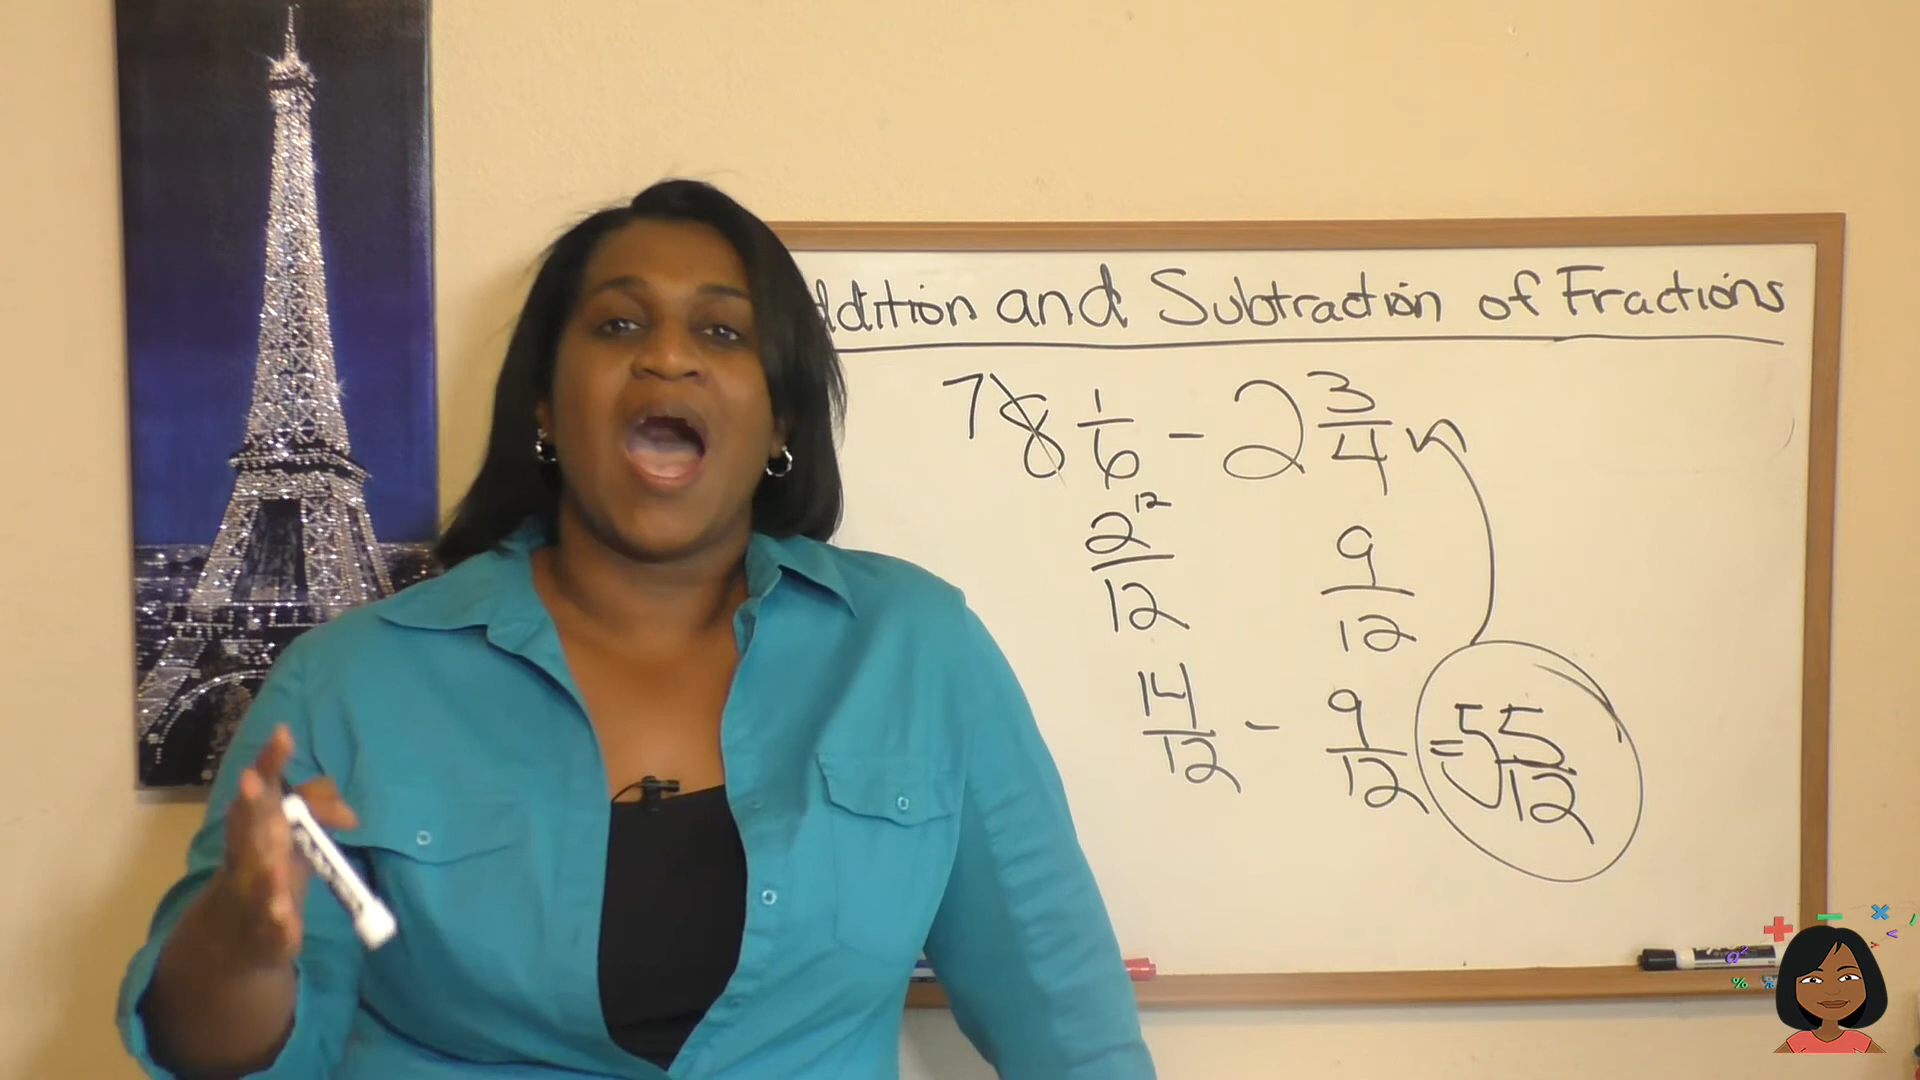 ddition and Subtraction of Fractions
7 8 1/6 - 2 3/4
2/12 12 9/12
14/12 - 9/12 = 5 5/12